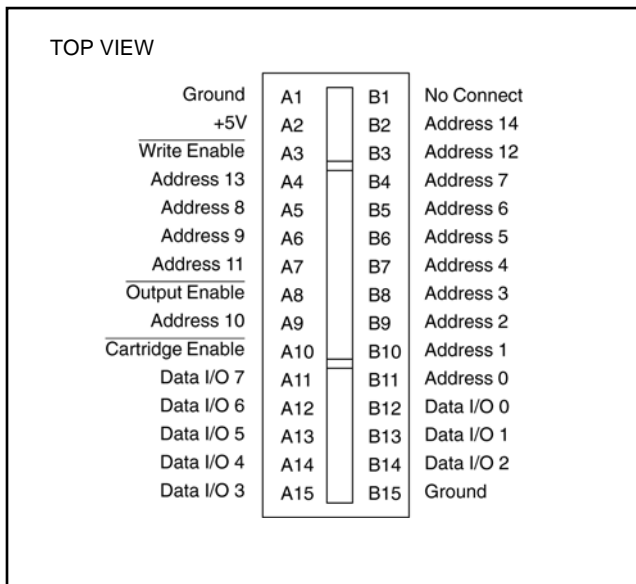 TOP VIEW
Ground A1 B1 No Connect
+5V A2 B2 Address 14
Write Enable A3 B3 Address 12
Address 13 A4 B4 Address 7
Address 8 A5 B5 Address 6
Address 9 A6 B6 Address 5
Address 11 A7 B7 Address 4
Output Enable A8 B8 Address 3
Address 10 A9 B9 Address 2
Cartridge Enable A10 B10 Address 1
Data I/O 7 A11 B11 Address 0
Data I/O 6 A12 B12 Data I/O 0
Data I/O 5 A13 B13 Data I/O 1
Data I/O 4 A14 B14 Data I/O 2
Data I/O 3 A15 B15 Ground